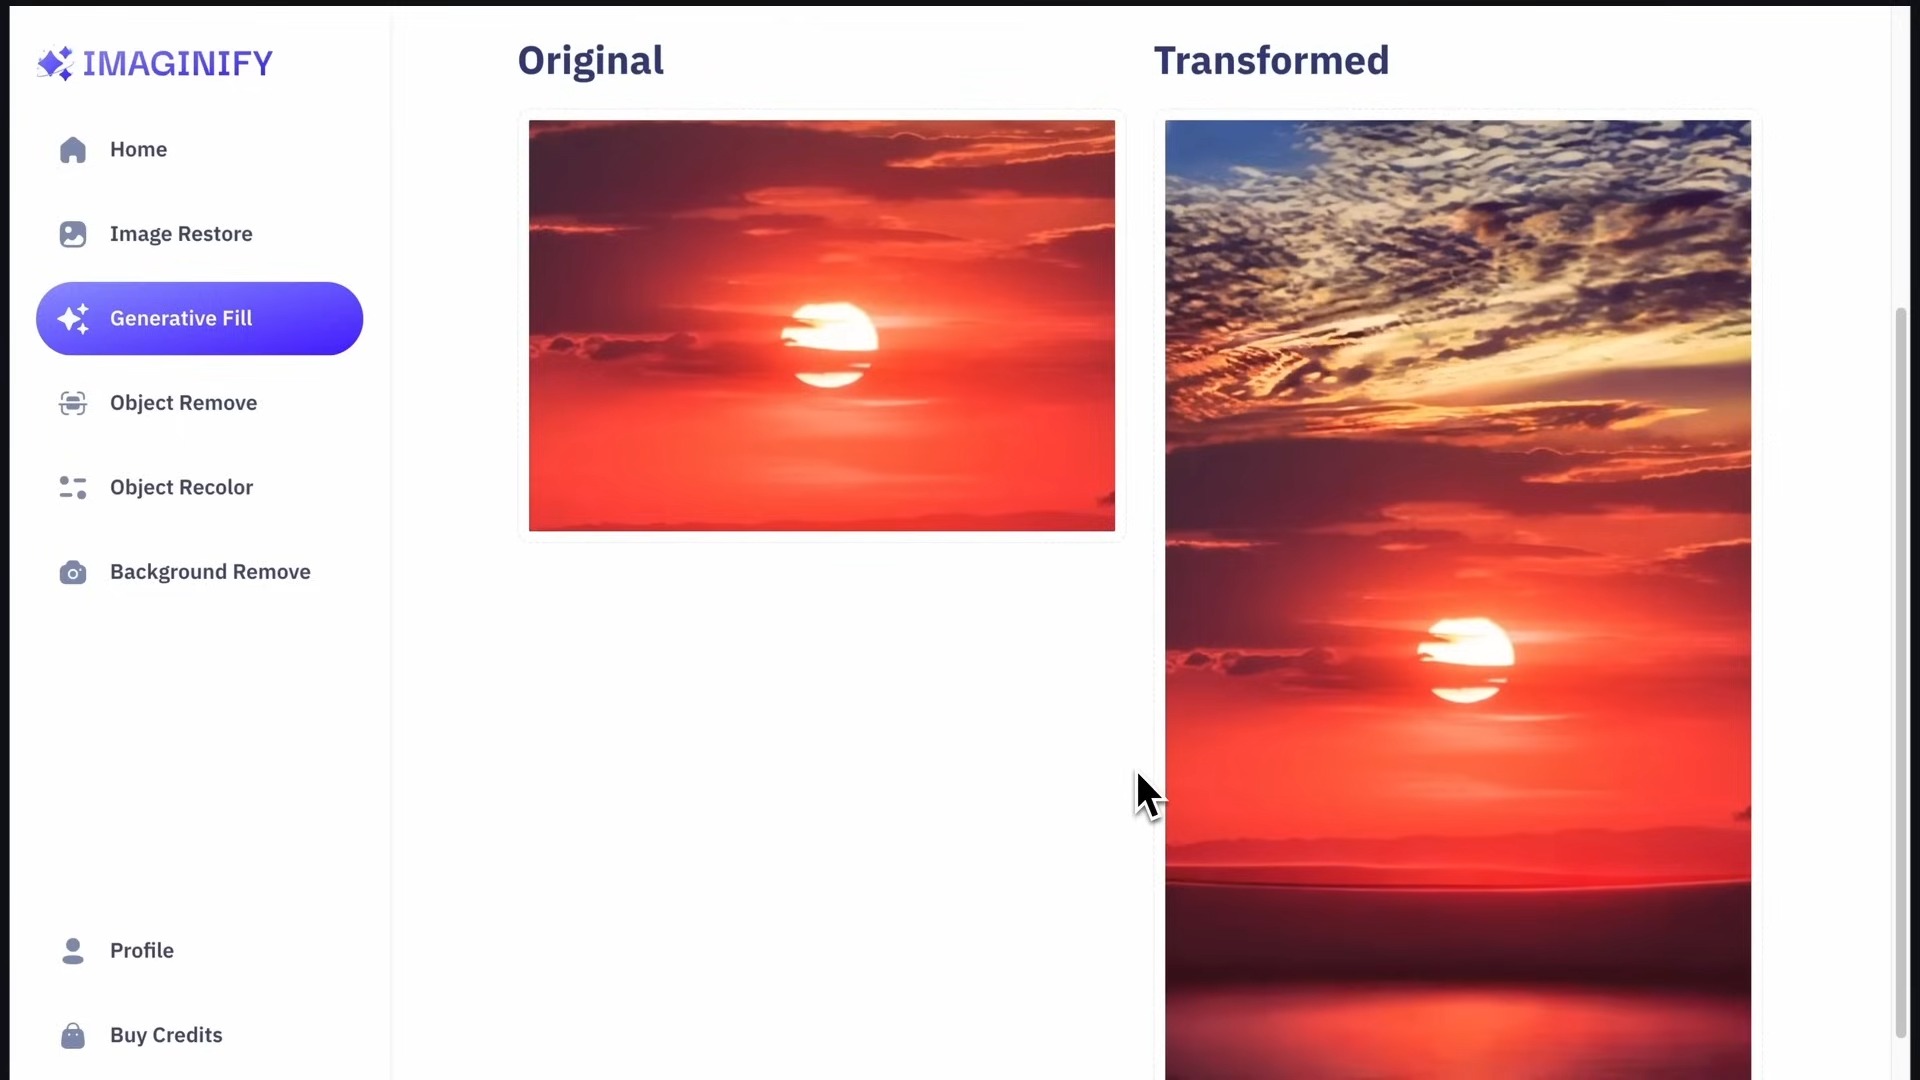 IMAGINIFY
Home
Image Restore
Generative Fill
Object Remove
Object Recolor
Background Remove
Profile
Buy Credits
Original
Transformed